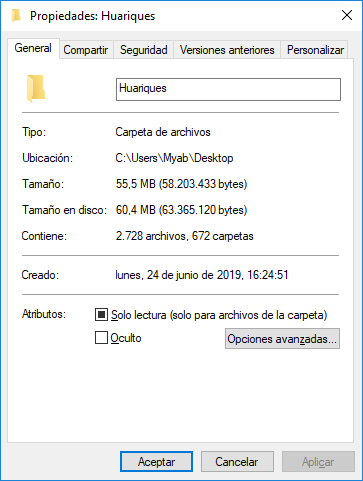 Propiedades: Huariques
General Compartir Seguridad Versiones anteriores Personalizar
Huariques
Tipo: Carpeta de archivos
Ubicación: C:\Users\Myab\Desktop
Tamaño: 55,5 MB (58.203.433 bytes)
Tamaño en disco: 60,4 MB (63.365.120 bytes)
Contiene: 2.728 archivos, 672 carpetas
Creado: lunes, 24 de junio de 2019, 16:24:51
Atributos: Solo lectura (solo para archivos de la carpeta)
Oculto Opciones avanzadas...
Aceptar Cancelar Aplicar